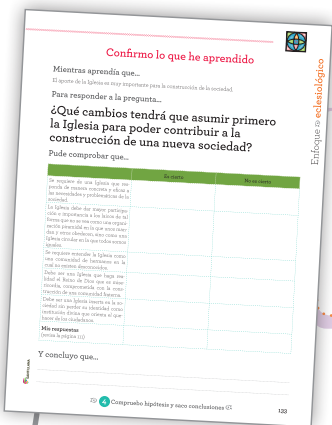 Confirmo lo que he aprendido
Mientras aprendía que...
El aporte de la Iglesia es muy importante para la construcción de la sociedad.
Para responder a la pregunta...
¿Qué cambios tendrá que asumir primero
la Iglesia para poder contribuir a la
construcción de una nueva sociedad?
Pude comprobar que...
Es cierto
No es cierto
Se requiere de una Iglesia que res-
ponda de manera concreta y eficaz a
las necesidades y problemáticas de la
sociedad.
La Iglesia debe dar mayor participa-
ción e importancia a los laicos de tal
forma que no se vea como una organi-
zación piramidal en la que unos man-
dan y otros obedecen, sino como una
Iglesia circular en la que todos somos
iguales.
Se requiere entender la Iglesia como
una comunidad de hermanos en la
cual no existen desconocidos.
Debe ser una Iglesia que haga rea-
lidad el Reino de Dios que es mise-
ricordia, comprometida con la cons-
trucción de una comunidad fraterna.
Debe ser una Iglesia inserta en la so-
ciedad sin perder su identidad como
institución divina que orienta el que-
hacer de los ciudadanos.
Mis respuestas
(revisa la página 111)
Y concluyo que...
4 Compruebo hipótesis y saco conclusiones
133
Enfoque eclesiológico
SANTILLANA